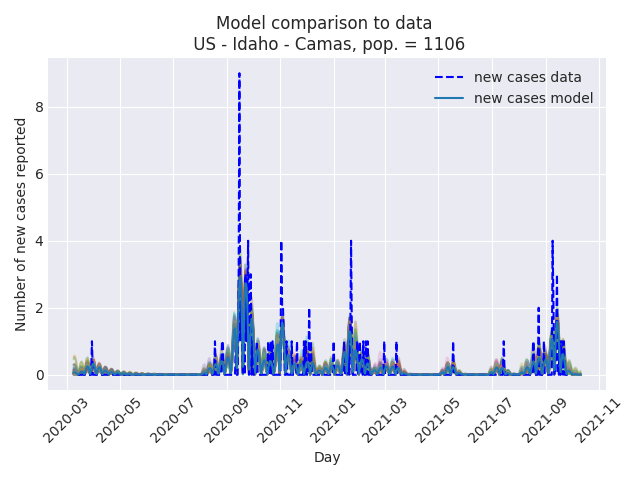 Model comparison to data
US - Idaho - Camas, pop. = 1106
new cases data
new cases model
Number of new cases reported
8
6
4
2
0
2020-03
2020-05
2020-07
2020-09
2020-11
2021-01
2021-03
2021-05
2021-07
2021-09
2021-11
Day